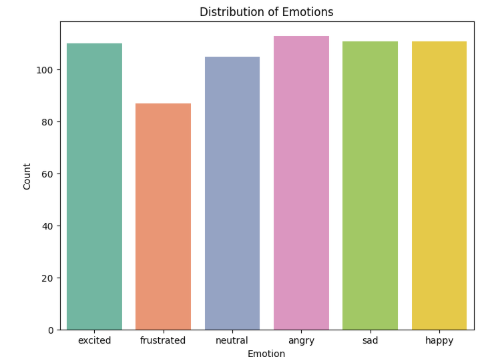 Distribution of Emotions
Count
100
80
60
40
20
0
excited frustrated neutral angry sad happy
Emotion